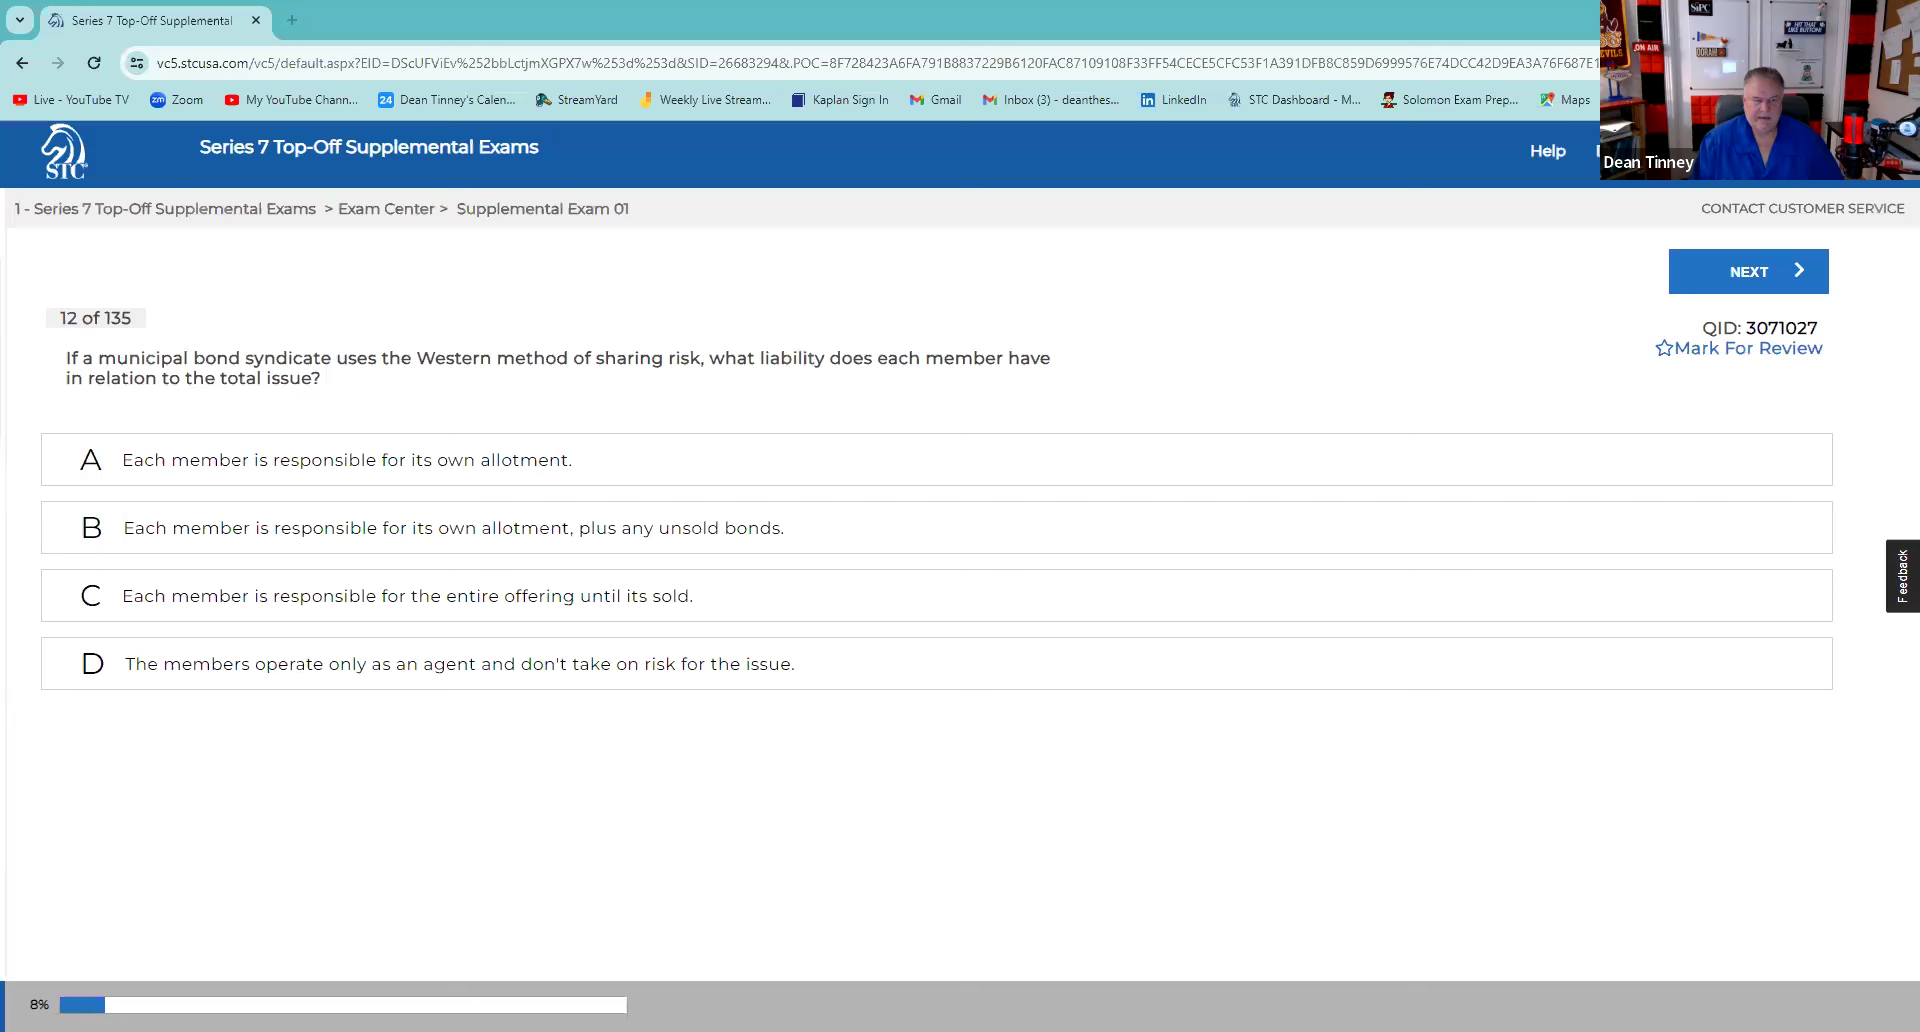 Series 7 Top-Off Supplemental
vc5.stcusa.com/vc5/default.aspx?EID=DScUFViEv%252bbLctjmXGPX7w%253d%253d&SID=26683294&.POC=8F728423A6FA791B8837229B6120FAC87109108F33FF54CECE5CFC53F1A391DFB8C859D6999576E74DCC42D9EA3A76F687E1
Live - YouTube TV
Zoom
My YouTube Chann...
24 Dean Tinney's Calen...
StreamYard
Weekly Live Stream...
Kaplan Sign In
Gmail
Inbox (3) - deanthes...
LinkedIn
STC Dashboard - M...
Solomon Exam Prep...
Maps
SIPC
HIT THAT
LIKE BUTTON!
ON AIR
Dean Tinney
STC
Series 7 Top-Off Supplemental Exams
Help
1 - Series 7 Top-Off Supplemental Exams > Exam Center > Supplemental Exam 01
CONTACT CUSTOMER SERVICE
NEXT
12 of 135
QID: 3071027
Mark For Review
If a municipal bond syndicate uses the Western method of sharing risk, what liability does each member have
in relation to the total issue?
A Each member is responsible for its own allotment.
B Each member is responsible for its own allotment, plus any unsold bonds.
C Each member is responsible for the entire offering until its sold.
D The members operate only as an agent and don't take on risk for the issue.
Feedback
8%